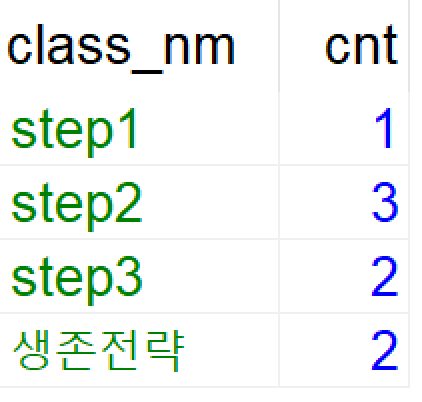 class_nm cnt
step1 1
step2 3
step3 2
생존전략 2